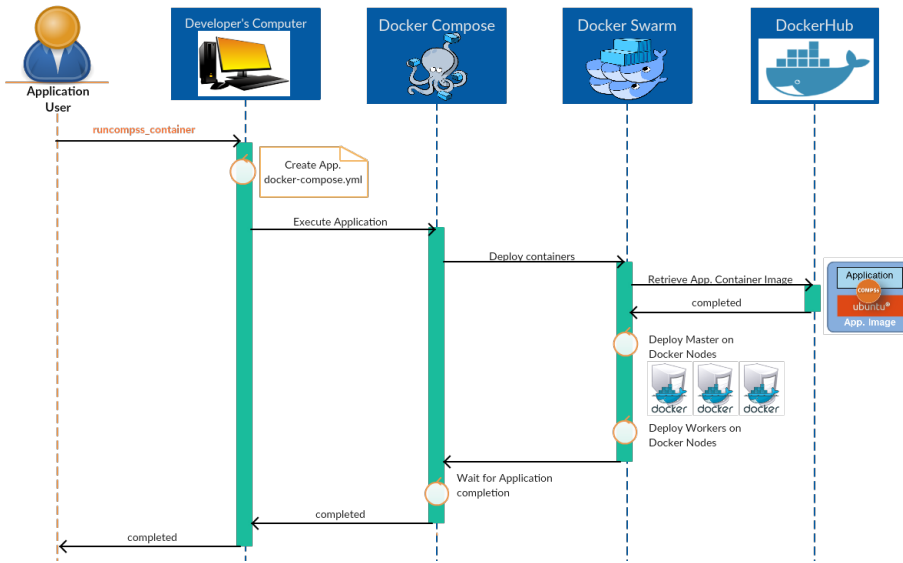 Developer's Computer
Docker Compose
Docker Swarm
DockerHub
Application
User
runcompss_container
Create App.
docker-compose.yml
Execute Application
Deploy containers
Retrieve App. Container Image
completed
Application
COMPSs
ubuntu®
App. Image
Deploy Master on
Docker Nodes
docker
docker
docker
Deploy Workers on
Docker Nodes
Wait for Application
completion
completed
completed